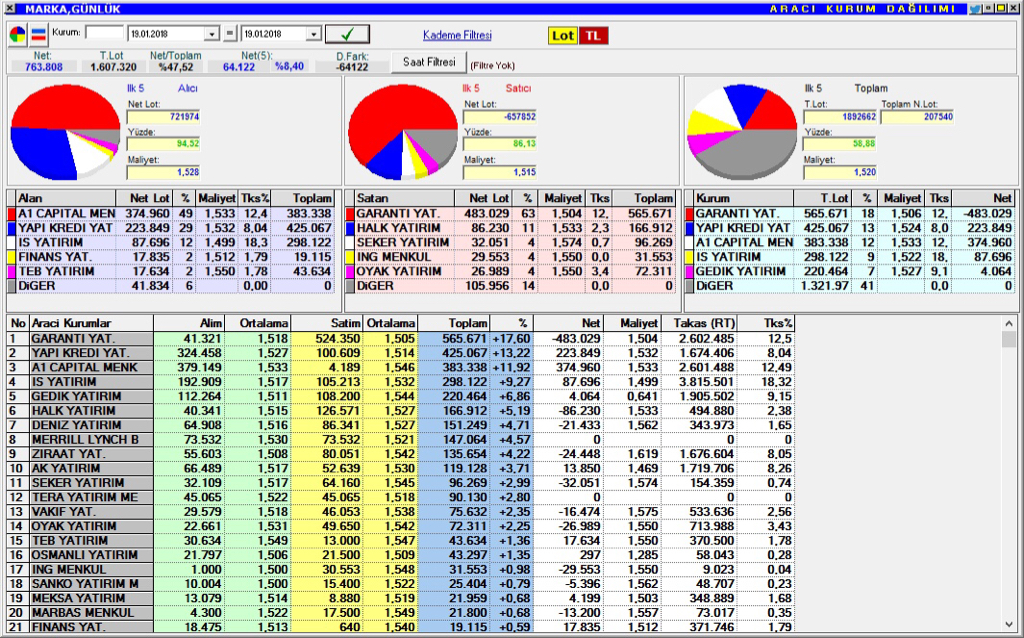 MARKA,GÜNLÜK ARACI KURUM DAĞILIMI
Kurum: 19.01.2018 = 19.01.2018 Kademe Filtresi Lot TL
Net: T.Lot Net/Toplam Net(5): D.Fark: Saat Filtresi (Filtre Yok)
763.808 1.607.320 %47,52 64.122 %8,40 -64122
Ilk 5 Alıcı
Net Lot:
721974
Yüzde:
94,52
Maliyet:
1,528
Ilk 5 Satıcı
Net Lot:
-657852
Yüzde:
86,13
Maliyet:
1,515
Ilk 5 Toplam
T.Lot: Toplam N.Lot:
1892662 207540
Yüzde:
58,88
Maliyet:
1,520
Alan Net Lot % Maliyet Tks% Toplam
A1 CAPITAL MEN 374.960 49 1,533 12,4 383.338
YAPI KREDI YAT 223.849 29 1,532 8,04 425.067
IS YATIRIM 87.696 12 1,499 18,3 298.122
FINANS YAT. 17.835 2 1,512 1,79 19.115
TEB YATIRIM 17.634 2 1,550 1,78 43.634
DiGER 41.834 6 0,00 0
Satan Net Lot % Maliyet Tks Toplam
GARANTI YAT. 483.029 63 1,504 12, 565.671
HALK YATIRIM 86.230 11 1,533 2,3 166.912
SEKER YATIRIM 32.051 4 1,574 0,7 96.269
ING MENKUL 29.553 4 1,550 0,0 31.553
OYAK YATIRIM 26.989 4 1,550 3,4 72.311
DiGER 105.956 14 0,0 0
Kurum T.Lot % Maliyet Tks Net
GARANTI YAT. 565.671 18 1,506 12, -483.029
YAPI KREDI YAT 425.067 13 1,524 8,0 223.849
A1 CAPITAL MEN 383.338 12 1,533 12, 374.960
IS YATIRIM 298.122 9 1,522 18, 87.696
GEDIK YATIRIM 220.464 7 1,527 9,1 4.064
DiGER 1.321.97 41 0,0 0
No Araci Kurumlar Alim Ortalama Satim Ortalama Toplam % Net Maliyet Takas (RT) Tks%
1 GARANTI YAT. 41.321 1,518 524.350 1,505 565.671 +17,60 -483.029 1,504 2.602.485 12,5
2 YAPI KREDI YAT. 324.458 1,527 100.609 1,514 425.067 +13,22 223.849 1,532 1.674.406 8,04
3 A1 CAPITAL MENK 379.149 1,533 4.189 1,546 383.338 +11,92 374.960 1,533 2.601.488 12,49
4 IS YATIRIM 192.909 1,517 105.213 1,532 298.122 +9,27 87.696 1,499 3.815.501 18,32
5 GEDIK YATIRIM 112.264 1,511 108.200 1,544 220.464 +6,86 4.064 0,641 1.905.502 9,15
6 HALK YATIRIM 40.341 1,515 126.571 1,527 166.912 +5,19 -86.230 1,533 494.880 2,38
7 DENIZ YATIRIM 64.908 1,516 86.341 1,527 151.249 +4,71 -21.433 1,562 343.973 1,65
8 MERRILL LYNCH B 73.532 1,530 73.532 1,521 147.064 +4,57 0 0 0
9 ZIRAAT YAT. 55.603 1,508 80.051 1,542 135.654 +4,22 -24.448 1,619 1.676.604 8,05
10 AK YATIRIM 66.489 1,517 52.639 1,530 119.128 +3,71 13.850 1,469 1.719.706 8,26
11 SEKER YATIRIM 32.109 1,517 64.160 1,545 96.269 +2,99 -32.051 1,574 154.359 0,74
12 TERA YATIRIM ME 45.065 1,522 45.065 1,518 90.130 +2,80 0 0 0
13 VAKIF YAT. 29.579 1,518 46.053 1,538 75.632 +2,35 -16.474 1,575 533.636 2,56
14 OYAK YATIRIM 22.661 1,531 49.650 1,542 72.311 +2,25 -26.989 1,550 713.988 3,43
15 TEB YATIRIM 30.634 1,549 13.000 1,547 43.634 +1,36 17.634 1,550 370.500 1,78
16 OSMANLI YATIRIM 21.797 1,506 21.500 1,509 43.297 +1,35 297 1,285 58.043 0,28
17 ING MENKUL 1.000 1,500 30.553 1,548 31.553 +0,98 -29.553 1,550 9.023 0,04
18 SANKO YATIRIM M 10.004 1,500 15.400 1,522 25.404 +0,79 -5.396 1,562 48.707 0,23
19 MEKSA YATIRIM 13.079 1,514 8.880 1,519 21.959 +0,68 4.199 1,503 348.889 1,68
20 MARBAS MENKUL 4.300 1,522 17.500 1,549 21.800 +0,68 -13.200 1,557 73.017 0,35
21 FINANS YAT. 18.475 1,513 640 1,540 19.115 +0,59 17.835 1,512 371.746 1,79